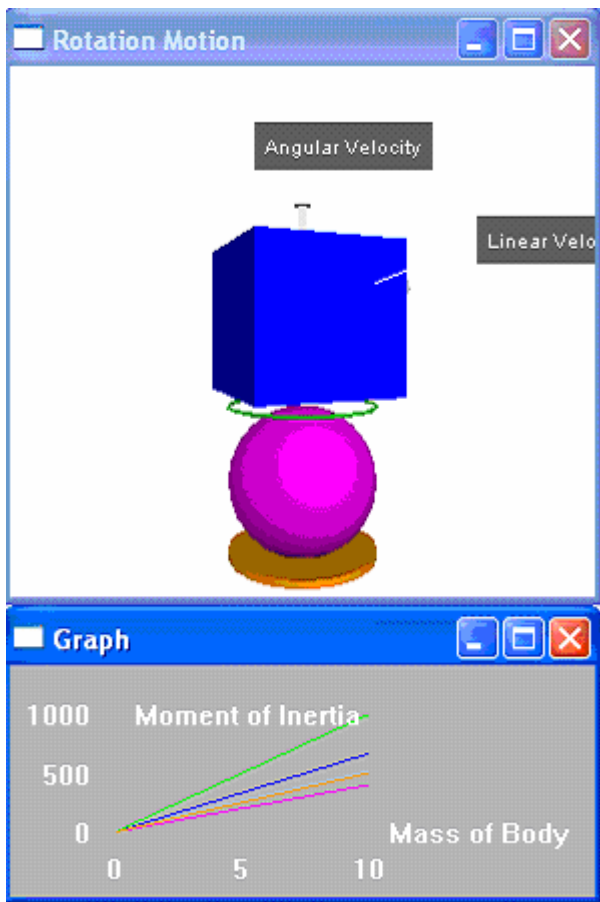 Rotation Motion
Angular Velocity
Linear Velo
Graph
1000 Moment of Inertia
500
0 Mass of Body
0 5 10